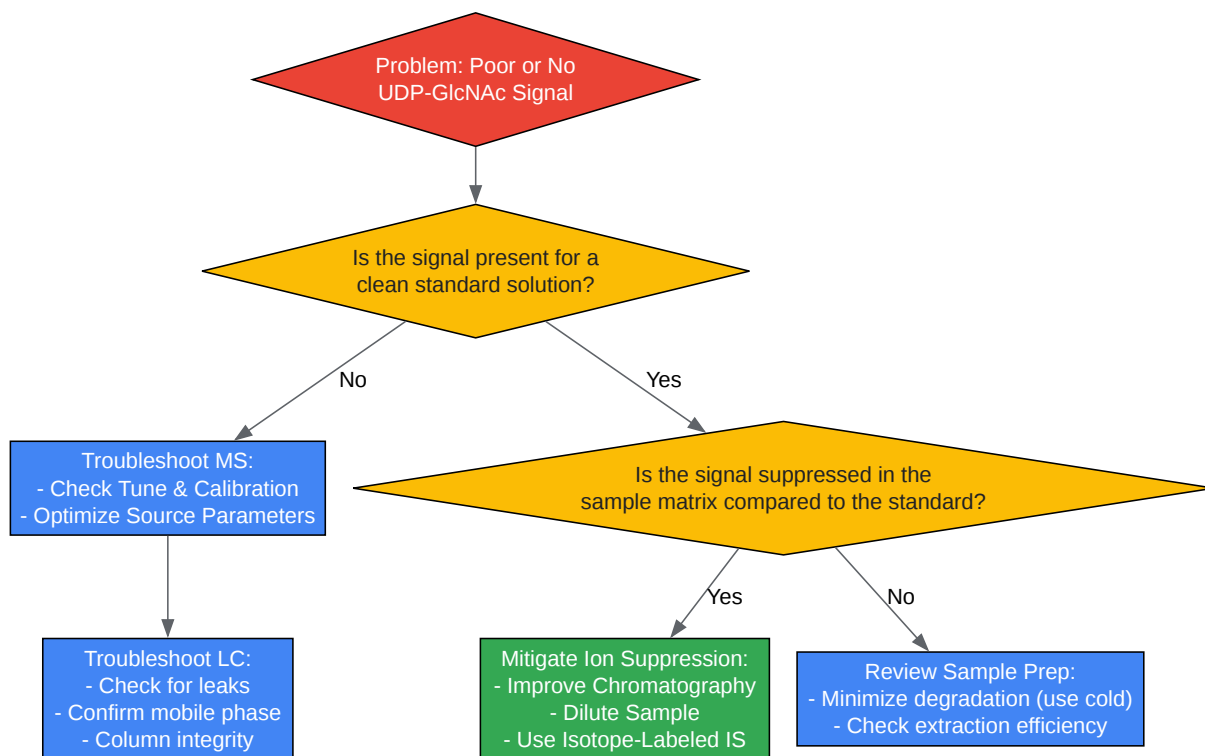 Problem: Poor or No
UDP-GlcNAc Signal
Is the signal present for a
clean standard solution?
No
Yes
Troubleshoot MS:
- Check Tune & Calibration
- Optimize Source Parameters
Is the signal suppressed in the
sample matrix compared to the standard?
Yes
No
Troubleshoot LC:
- Check for leaks
- Confirm mobile phase
- Column integrity
Mitigate Ion Suppression:
- Improve Chromatography
- Dilute Sample
- Use Isotope-Labeled IS
Review Sample Prep:
- Minimize degradation (use cold)
- Check extraction efficiency